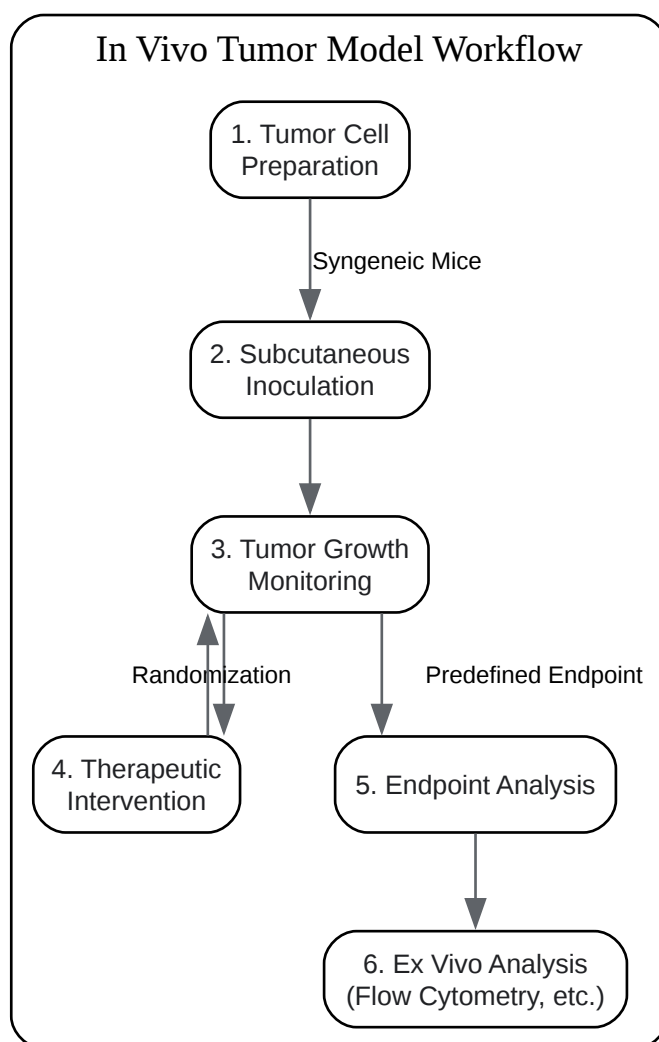 In Vivo Tumor Model Workflow
1. Tumor Cell
Preparation
Syngeneic Mice
2. Subcutaneous
Inoculation
3. Tumor Growth
Monitoring
Randomization
Predefined Endpoint
4. Therapeutic
Intervention
5. Endpoint Analysis
6. Ex Vivo Analysis
(Flow Cytometry, etc.)